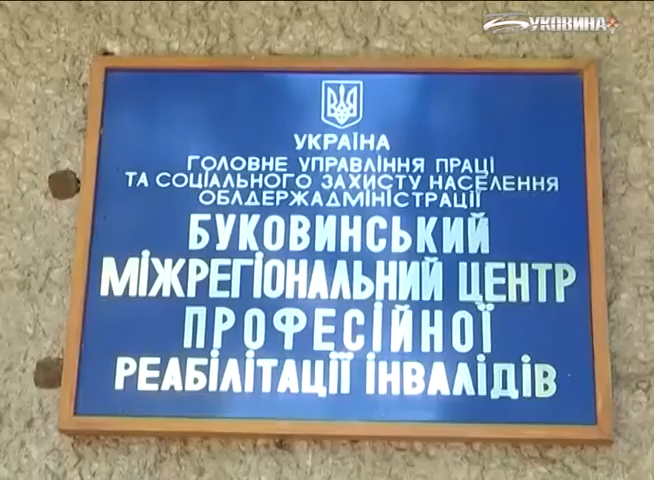 БУКОВИНА
УКРАЇНА
ГОЛОВНЕ УПРАВЛІННЯ ПРАЦІ
ТА СОЦІАЛЬНОГО ЗАХИСТУ НАСЕЛЕННЯ
ОБЛДЕРЖАДМІНІСТРАЦІЇ
БУКОВИНСЬКИЙ
МІЖРЕГІОНАЛЬНИЙ ЦЕНТР
ПРОФЕСІЙНОЇ
РЕАБІЛІТАЦІЇ ІНВАЛІДІВ